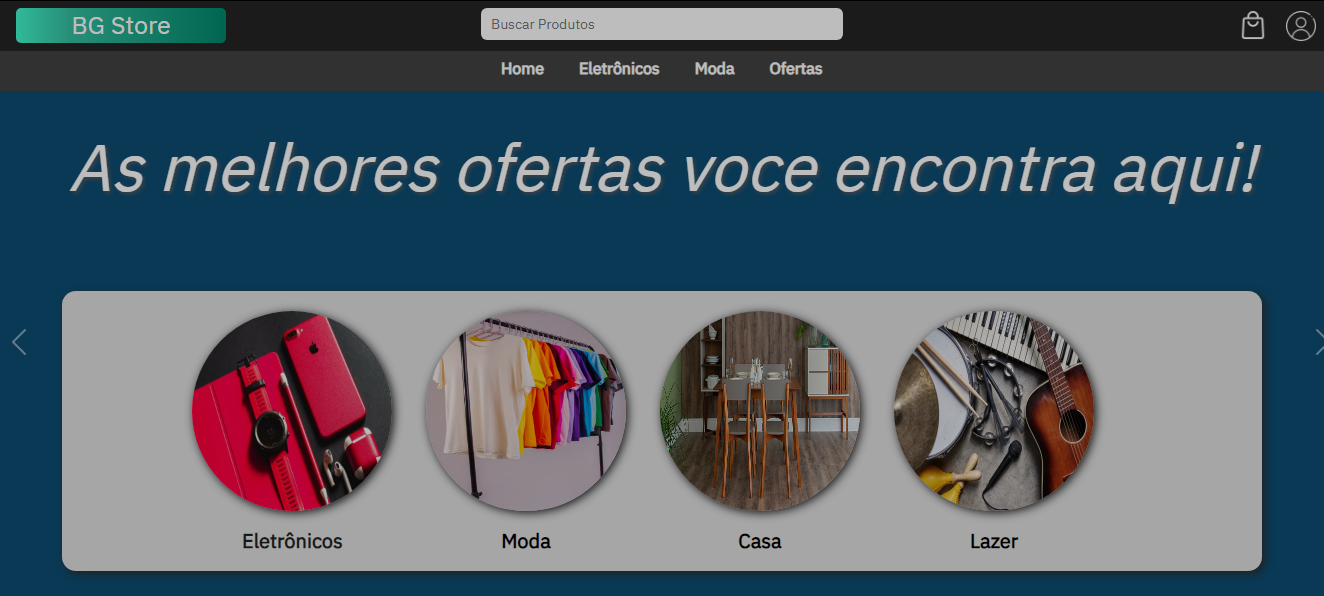 BG Store
Buscar Produtos
Home Eletrônicos Moda Ofertas
As melhores ofertas voce encontra aqui!
Eletrônicos Moda Casa Lazer